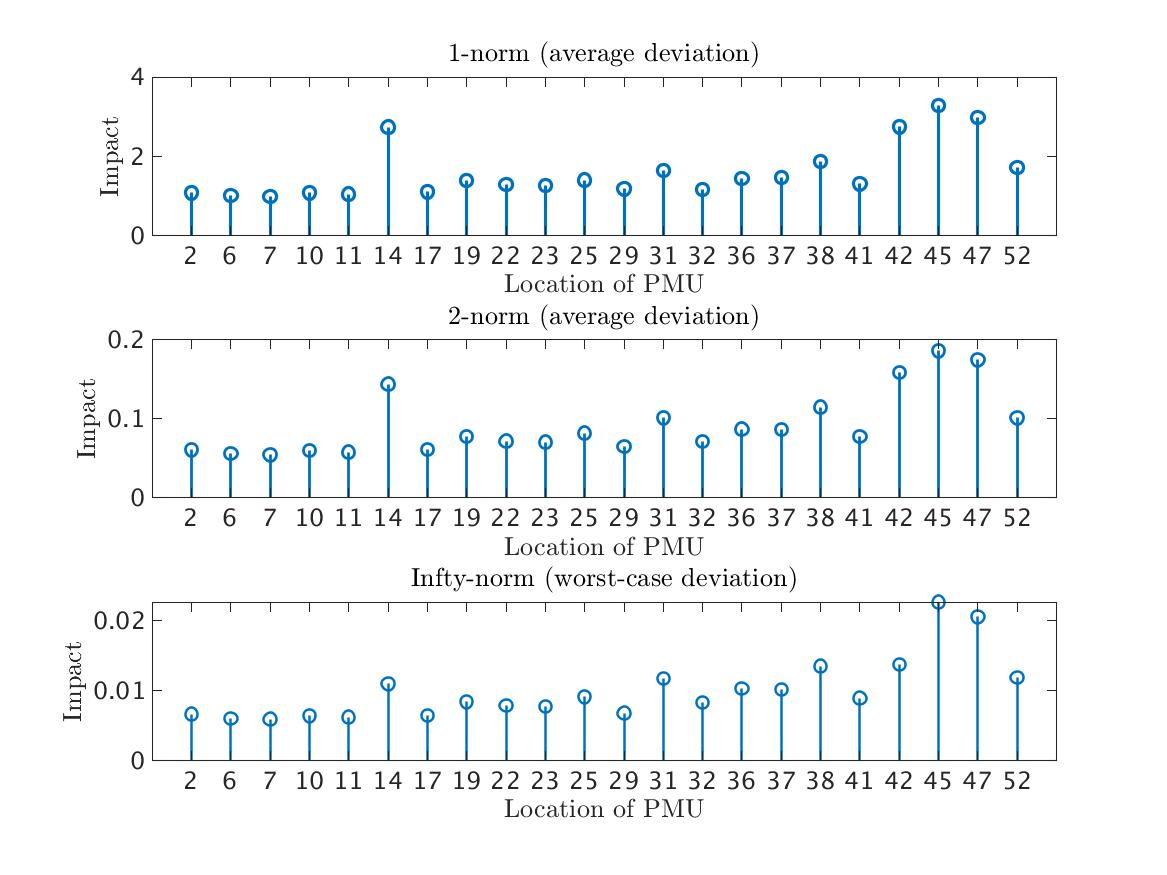 1-norm (average deviation)
4
2
0
Impact
2 6 7 10 11 14 17 19 22 23 25 29 31 32 36 37 38 41 42 45 47 52
Location of PMU
2-norm (average deviation)
0.2
0.1
0
Impact
2 6 7 10 11 14 17 19 22 23 25 29 31 32 36 37 38 41 42 45 47 52
Location of PMU
Infty-norm (worst-case deviation)
0.02
0.01
0
Impact
2 6 7 10 11 14 17 19 22 23 25 29 31 32 36 37 38 41 42 45 47 52
Location of PMU